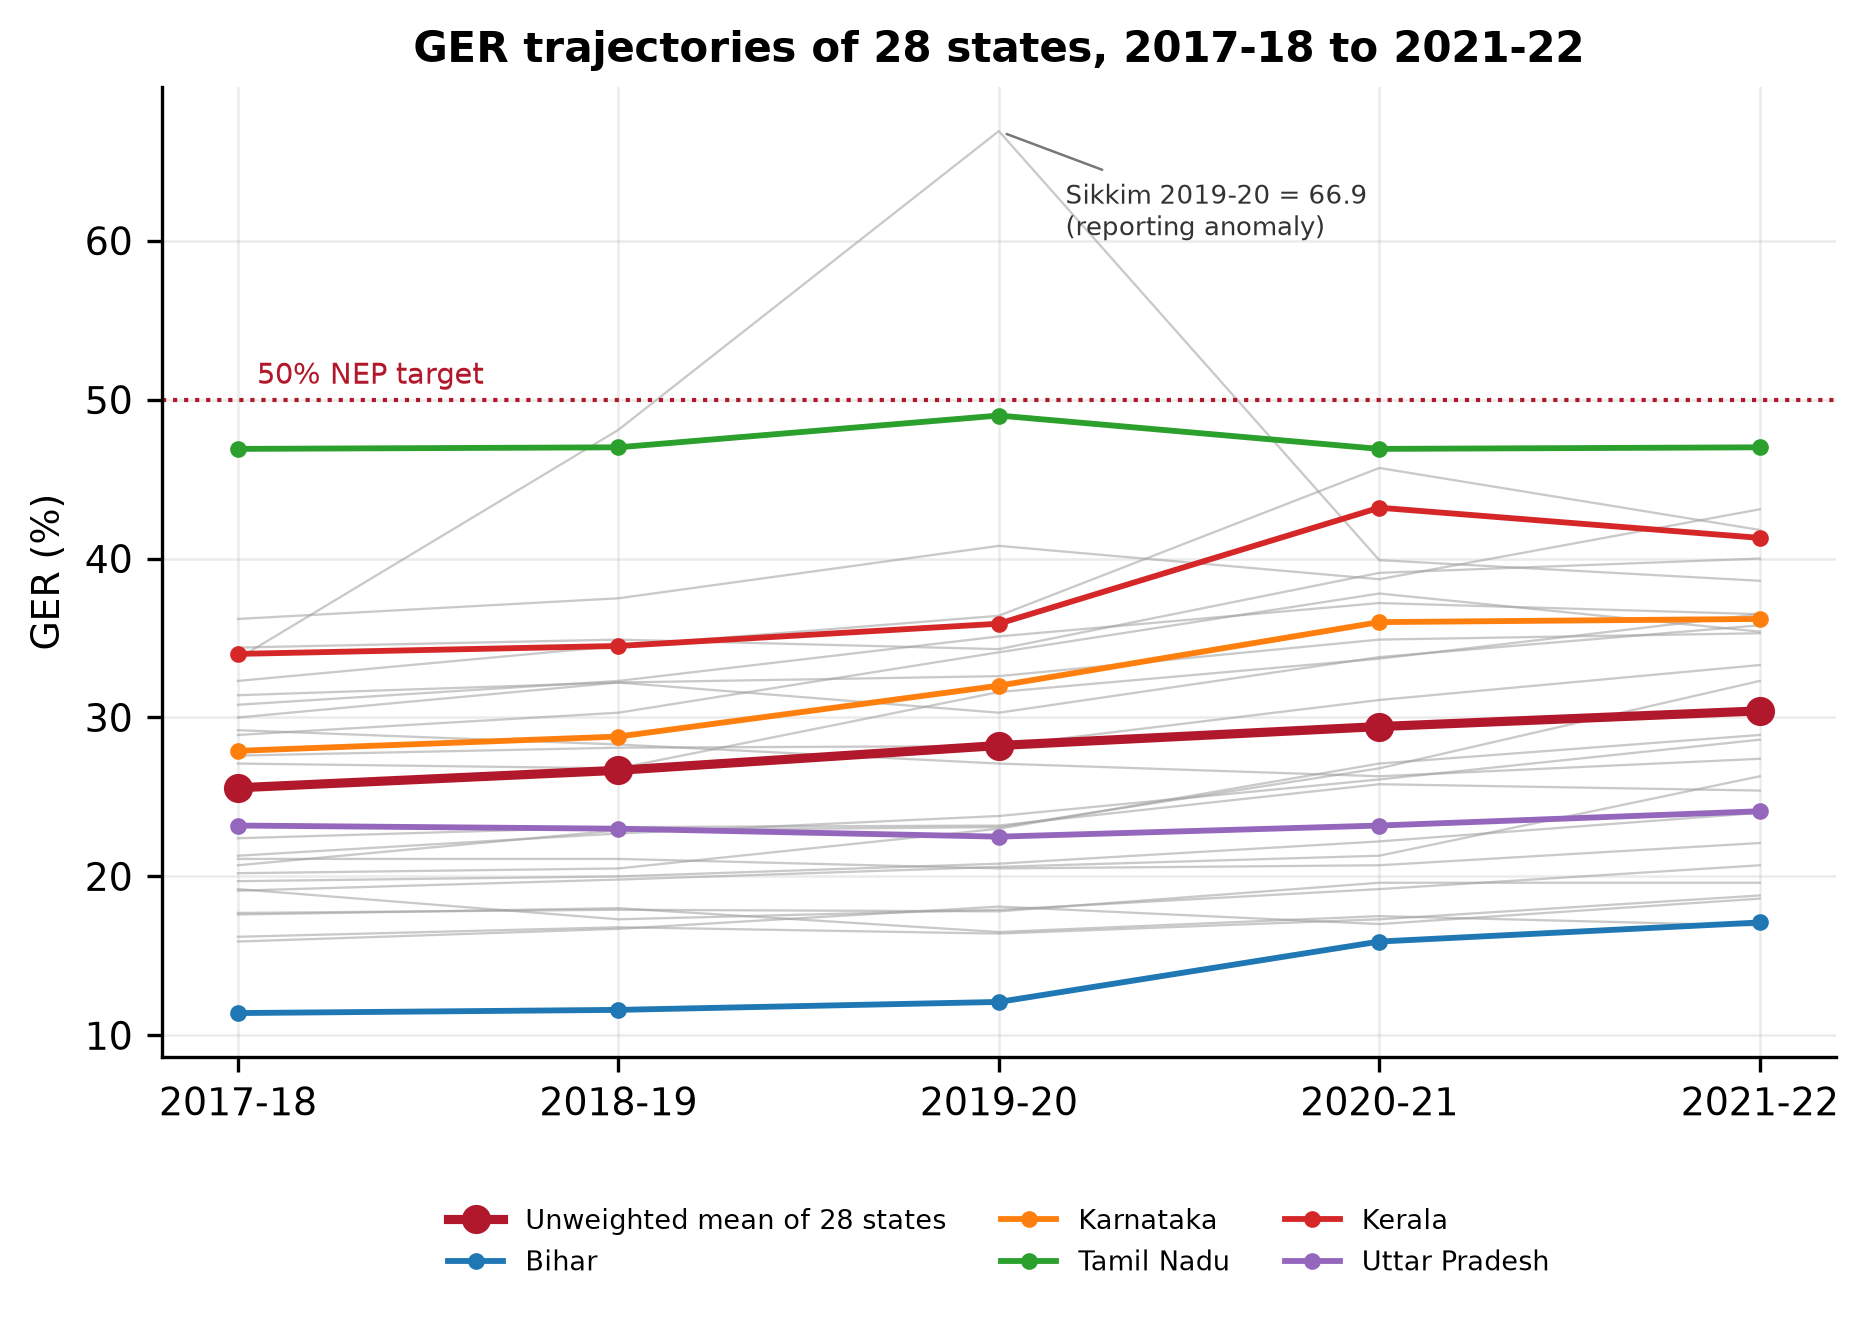 GER trajectories of 28 states, 2017-18 to 2021-22
Sikkim 2019-20 = 66.9
(reporting anomaly)
50% NEP target
GER (%)
60
50
40
30
20
10
2017-18
2018-19
2019-20
2020-21
2021-22
Unweighted mean of 28 states
Bihar
Karnataka
Tamil Nadu
Kerala
Uttar Pradesh